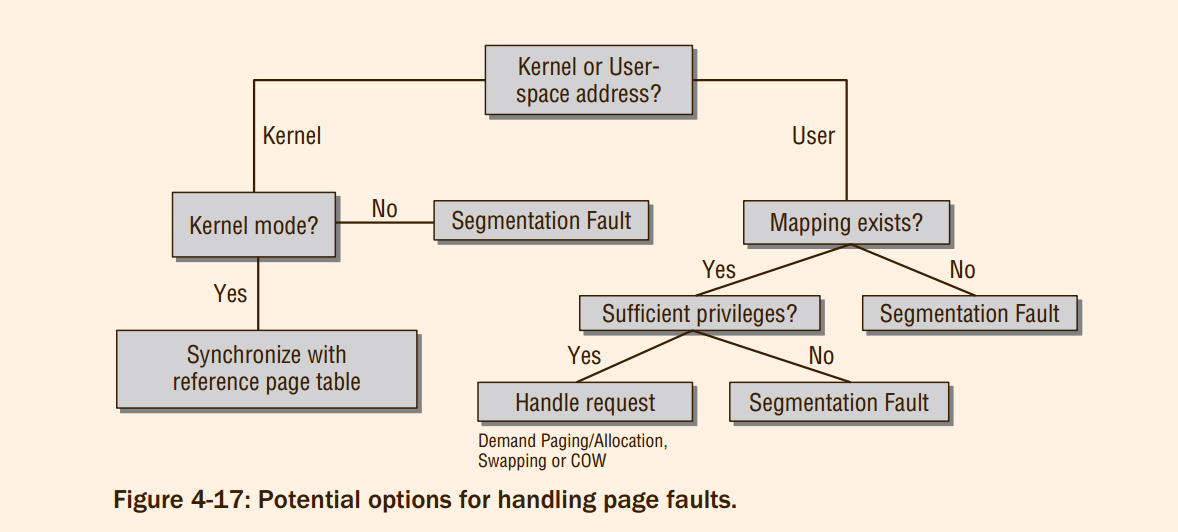 Kernel or User-
space address?
Kernel
User
Kernel mode?
No
Segmentation Fault
Mapping exists?
Yes
No
Yes
Sufficient privileges?
Segmentation Fault
Synchronize with
reference page table
Yes
No
Handle request
Segmentation Fault
Demand Paging/Allocation,
Swapping or COW
Figure 4-17: Potential options for handling page faults.